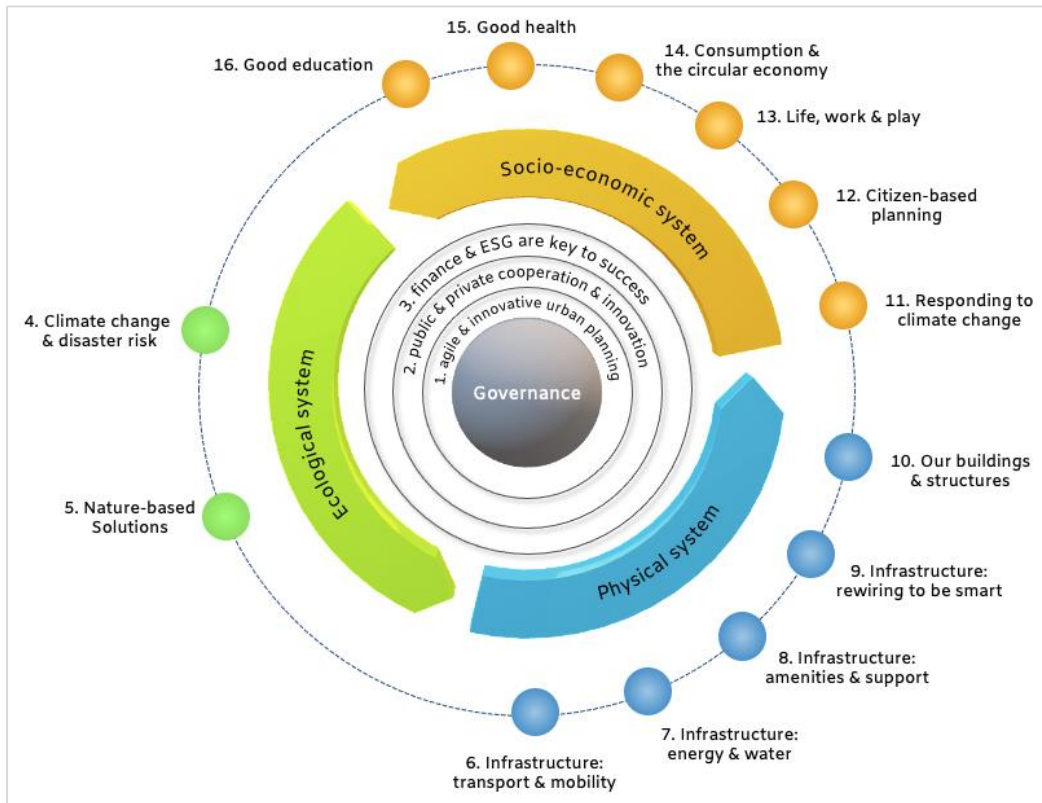 15. Good health
14. Consumption &
the circular economy
16. Good education
13. Life, work & play
12. Citizen-based
planning
11. Responding to
climate change
10. Our buildings
& structures
9. Infrastructure:
rewiring to be smart
8. Infrastructure:
amenities & support
7. Infrastructure:
energy & water
6. Infrastructure:
transport & mobility
5. Nature-based
Solutions
4. Climate change
& disaster risk
Socio-economic system
Ecological system
Physical system
3. finance & ESG are key to success
2. public & private cooperation & innovation
1. agile & innovative urban planning
Governance